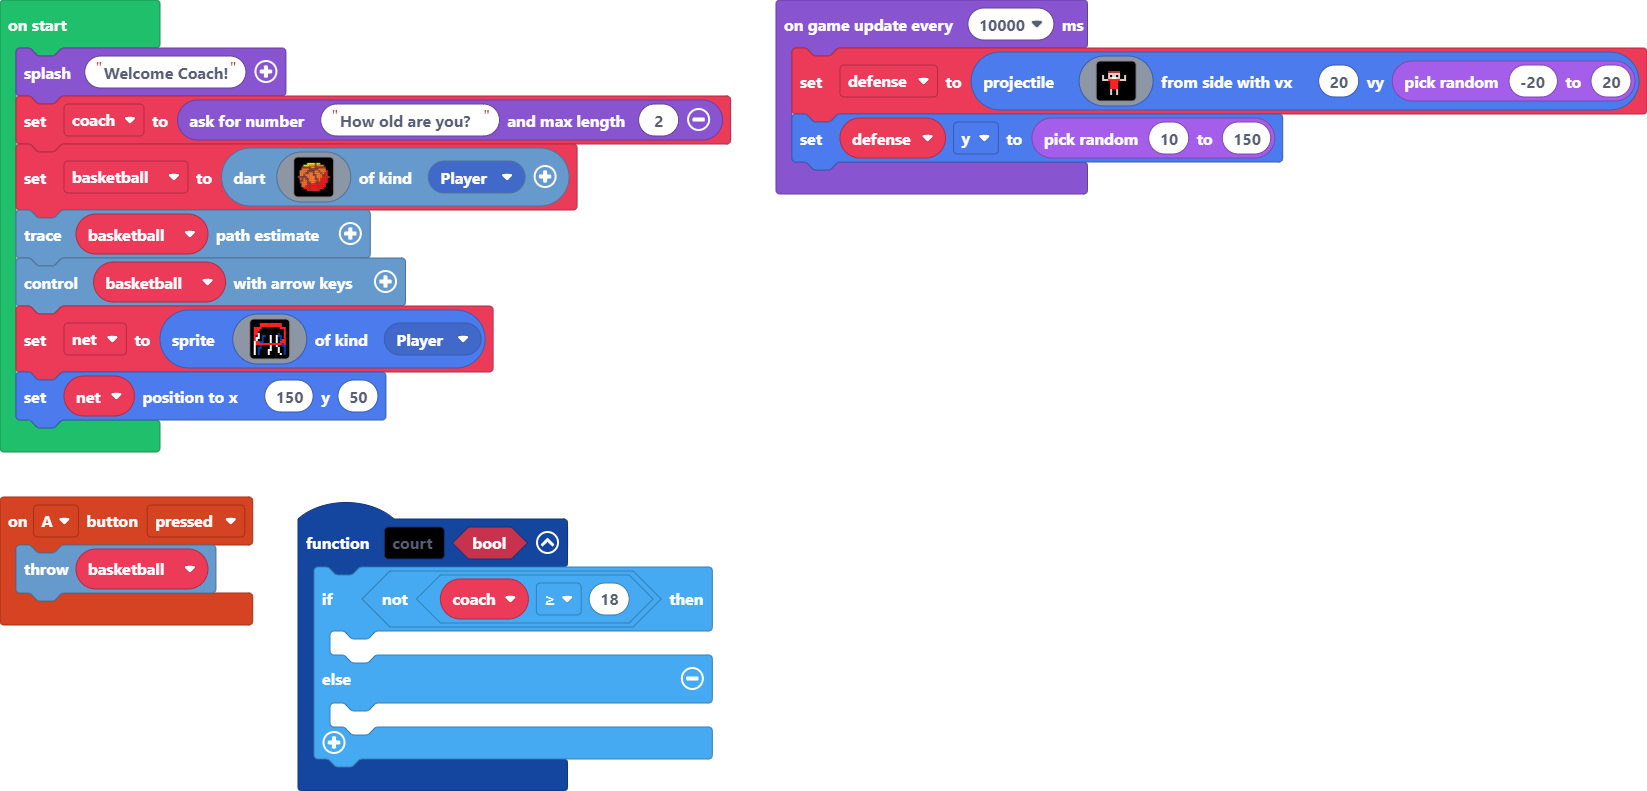 on start
splash "Welcome Coach!"
set coach to ask for number "How old are you? " and max length 2
set basketball to dart of kind Player
trace basketball path estimate
control basketball with arrow keys
set net to sprite of kind Player
set net position to x 150 y 50
on game update every 10000 ms
set defense to projectile from side with vx 20 vy pick random -20 to 20
set defense y to pick random 10 to 150
on A button pressed
throw basketball
function court bool
if not coach ≥ 18 then
else